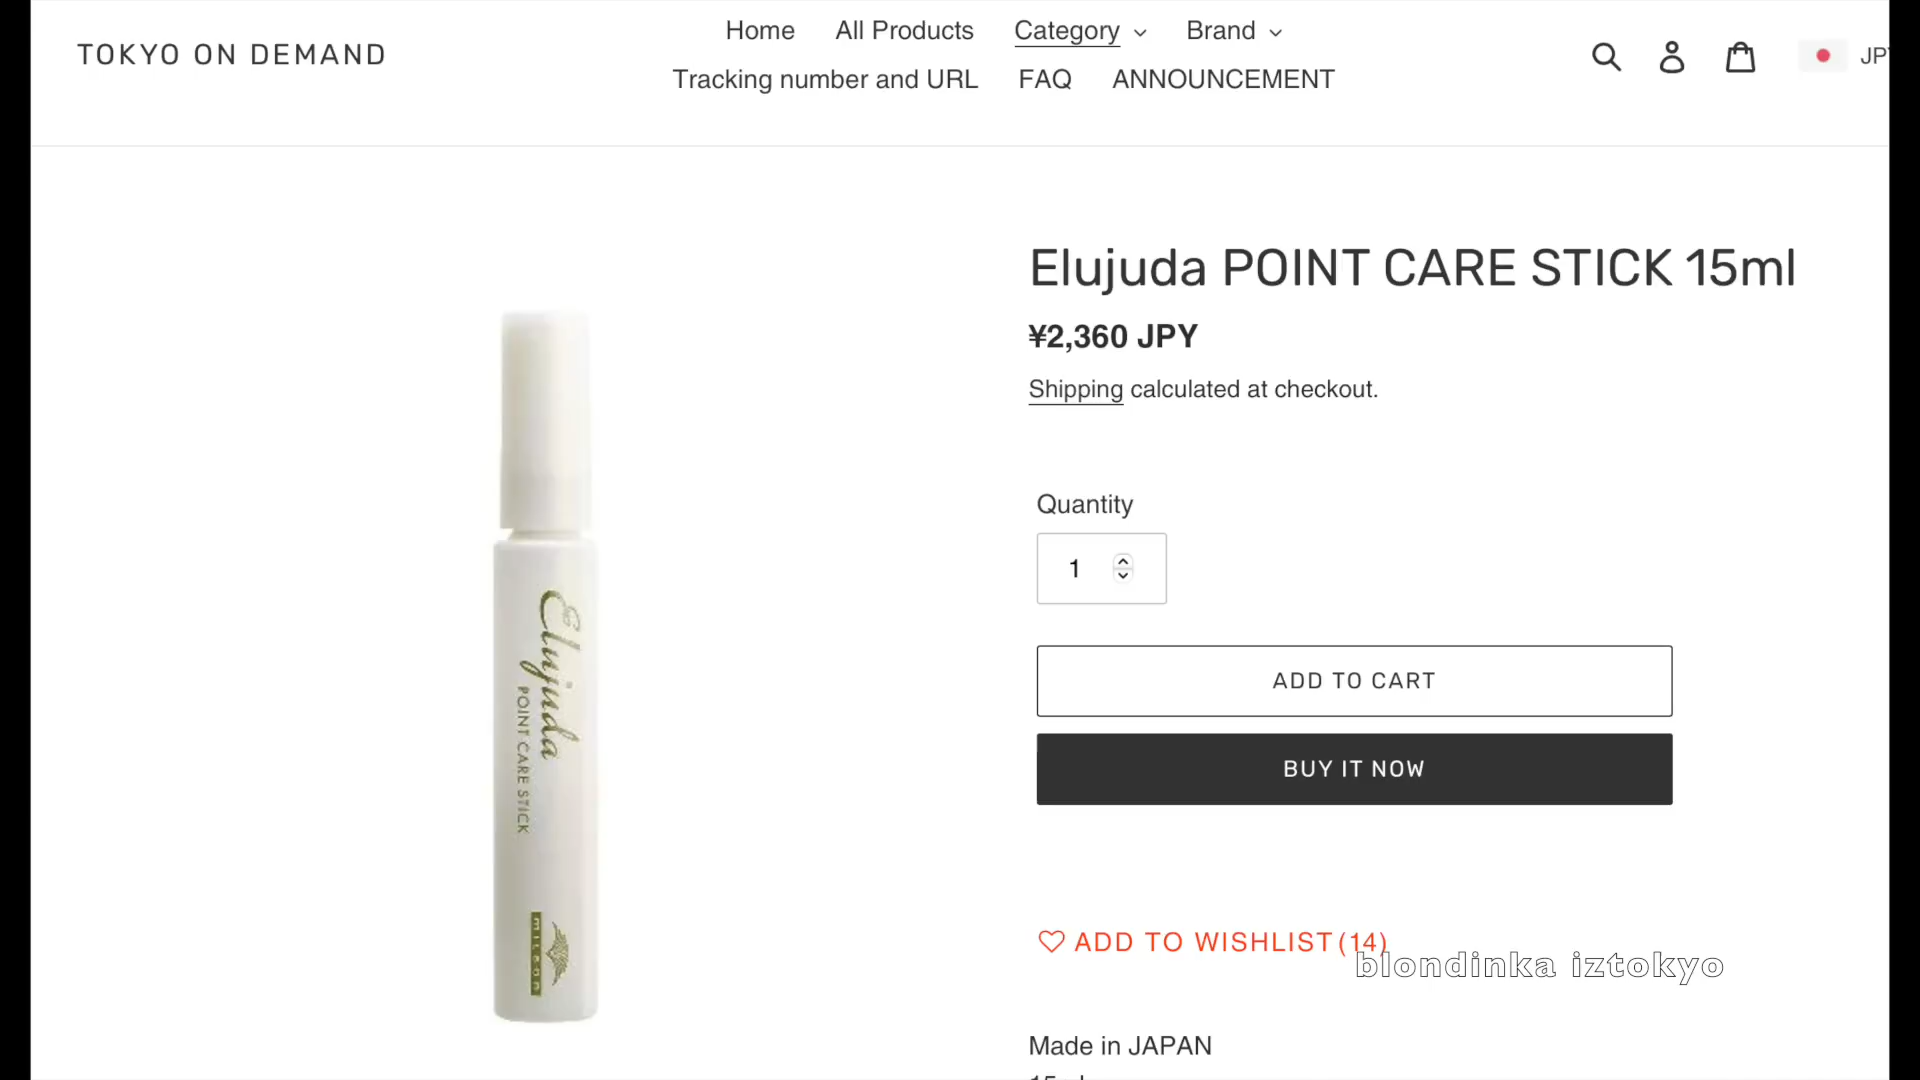 TOKYO ON DEMAND
Home All Products Category Brand
Tracking number and URL FAQ ANNOUNCEMENT
JP
Elujuda POINT CARE STICK 15ml
¥2,360 JPY
Shipping calculated at checkout.
Quantity
1
ADD TO CART
BUY IT NOW
ADD TO WISHLIST (14)
blondinka iztokyo
Made in JAPAN
Elujuda
POINT CARE STICK
milbon